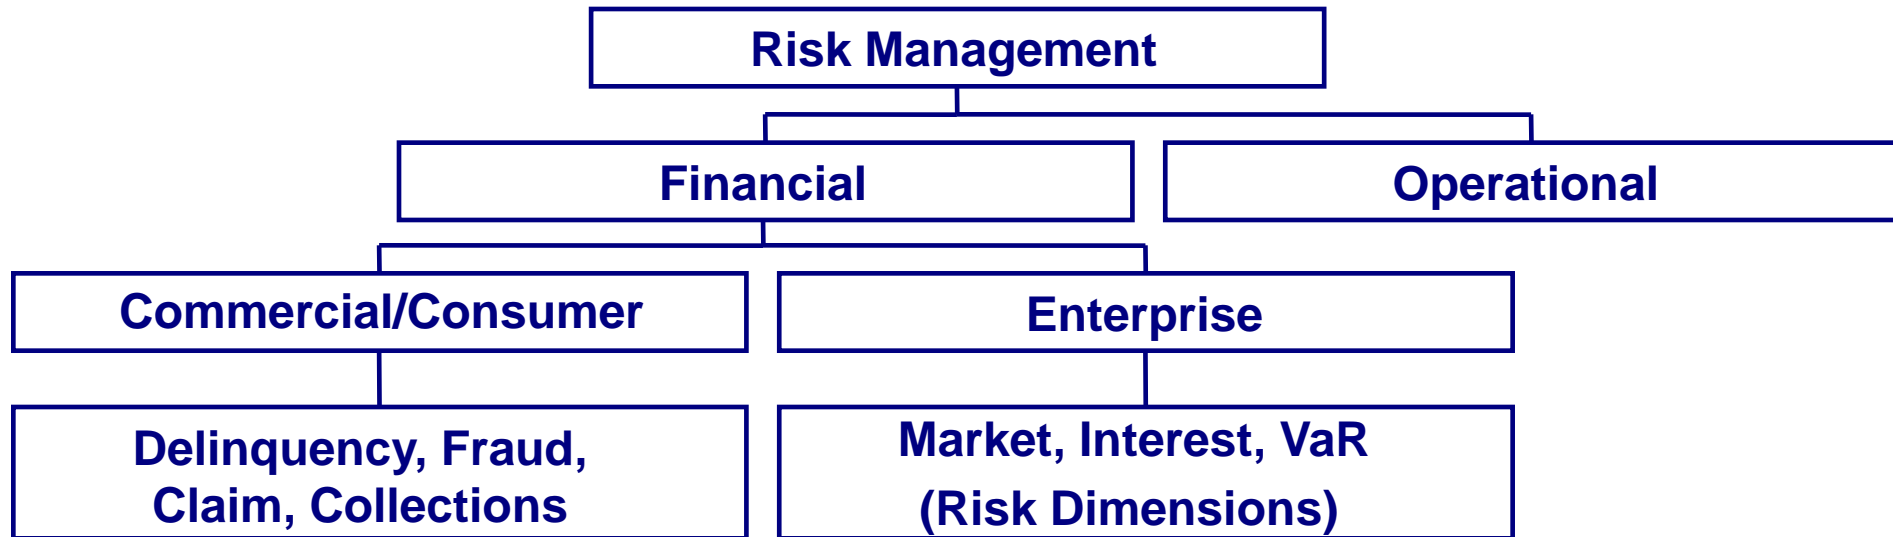 Risk Management
Financial
Operational
Commercial/Consumer
Enterprise
Delinquency, Fraud,
Claim, Collections
Market, Interest, VaR
(Risk Dimensions)